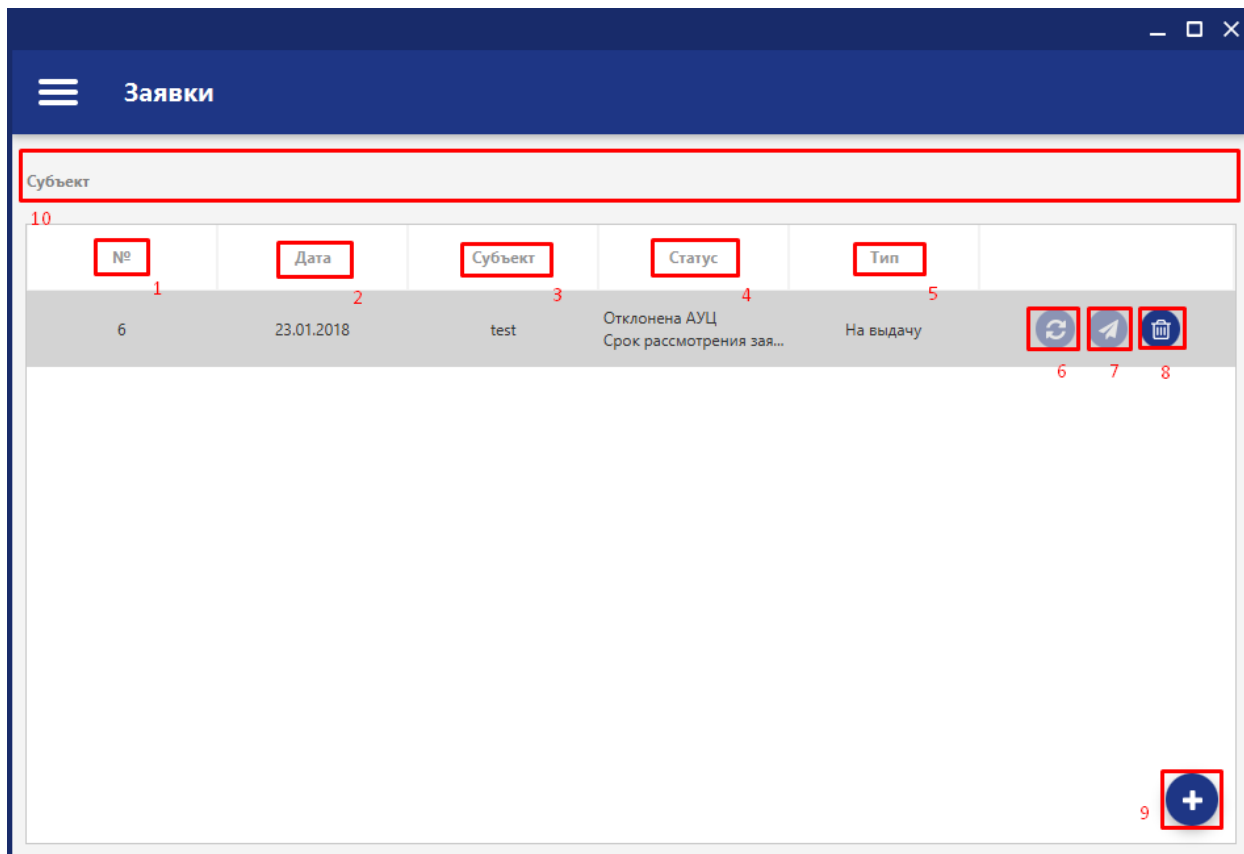 Заявки
Субъект
10
№ Дата Субъект Статус Тип
1 2 3 4 5
6 23.01.2018 test Отклонена АУЦ На выдачу
Срок рассмотрения зая...
6 7 8
9